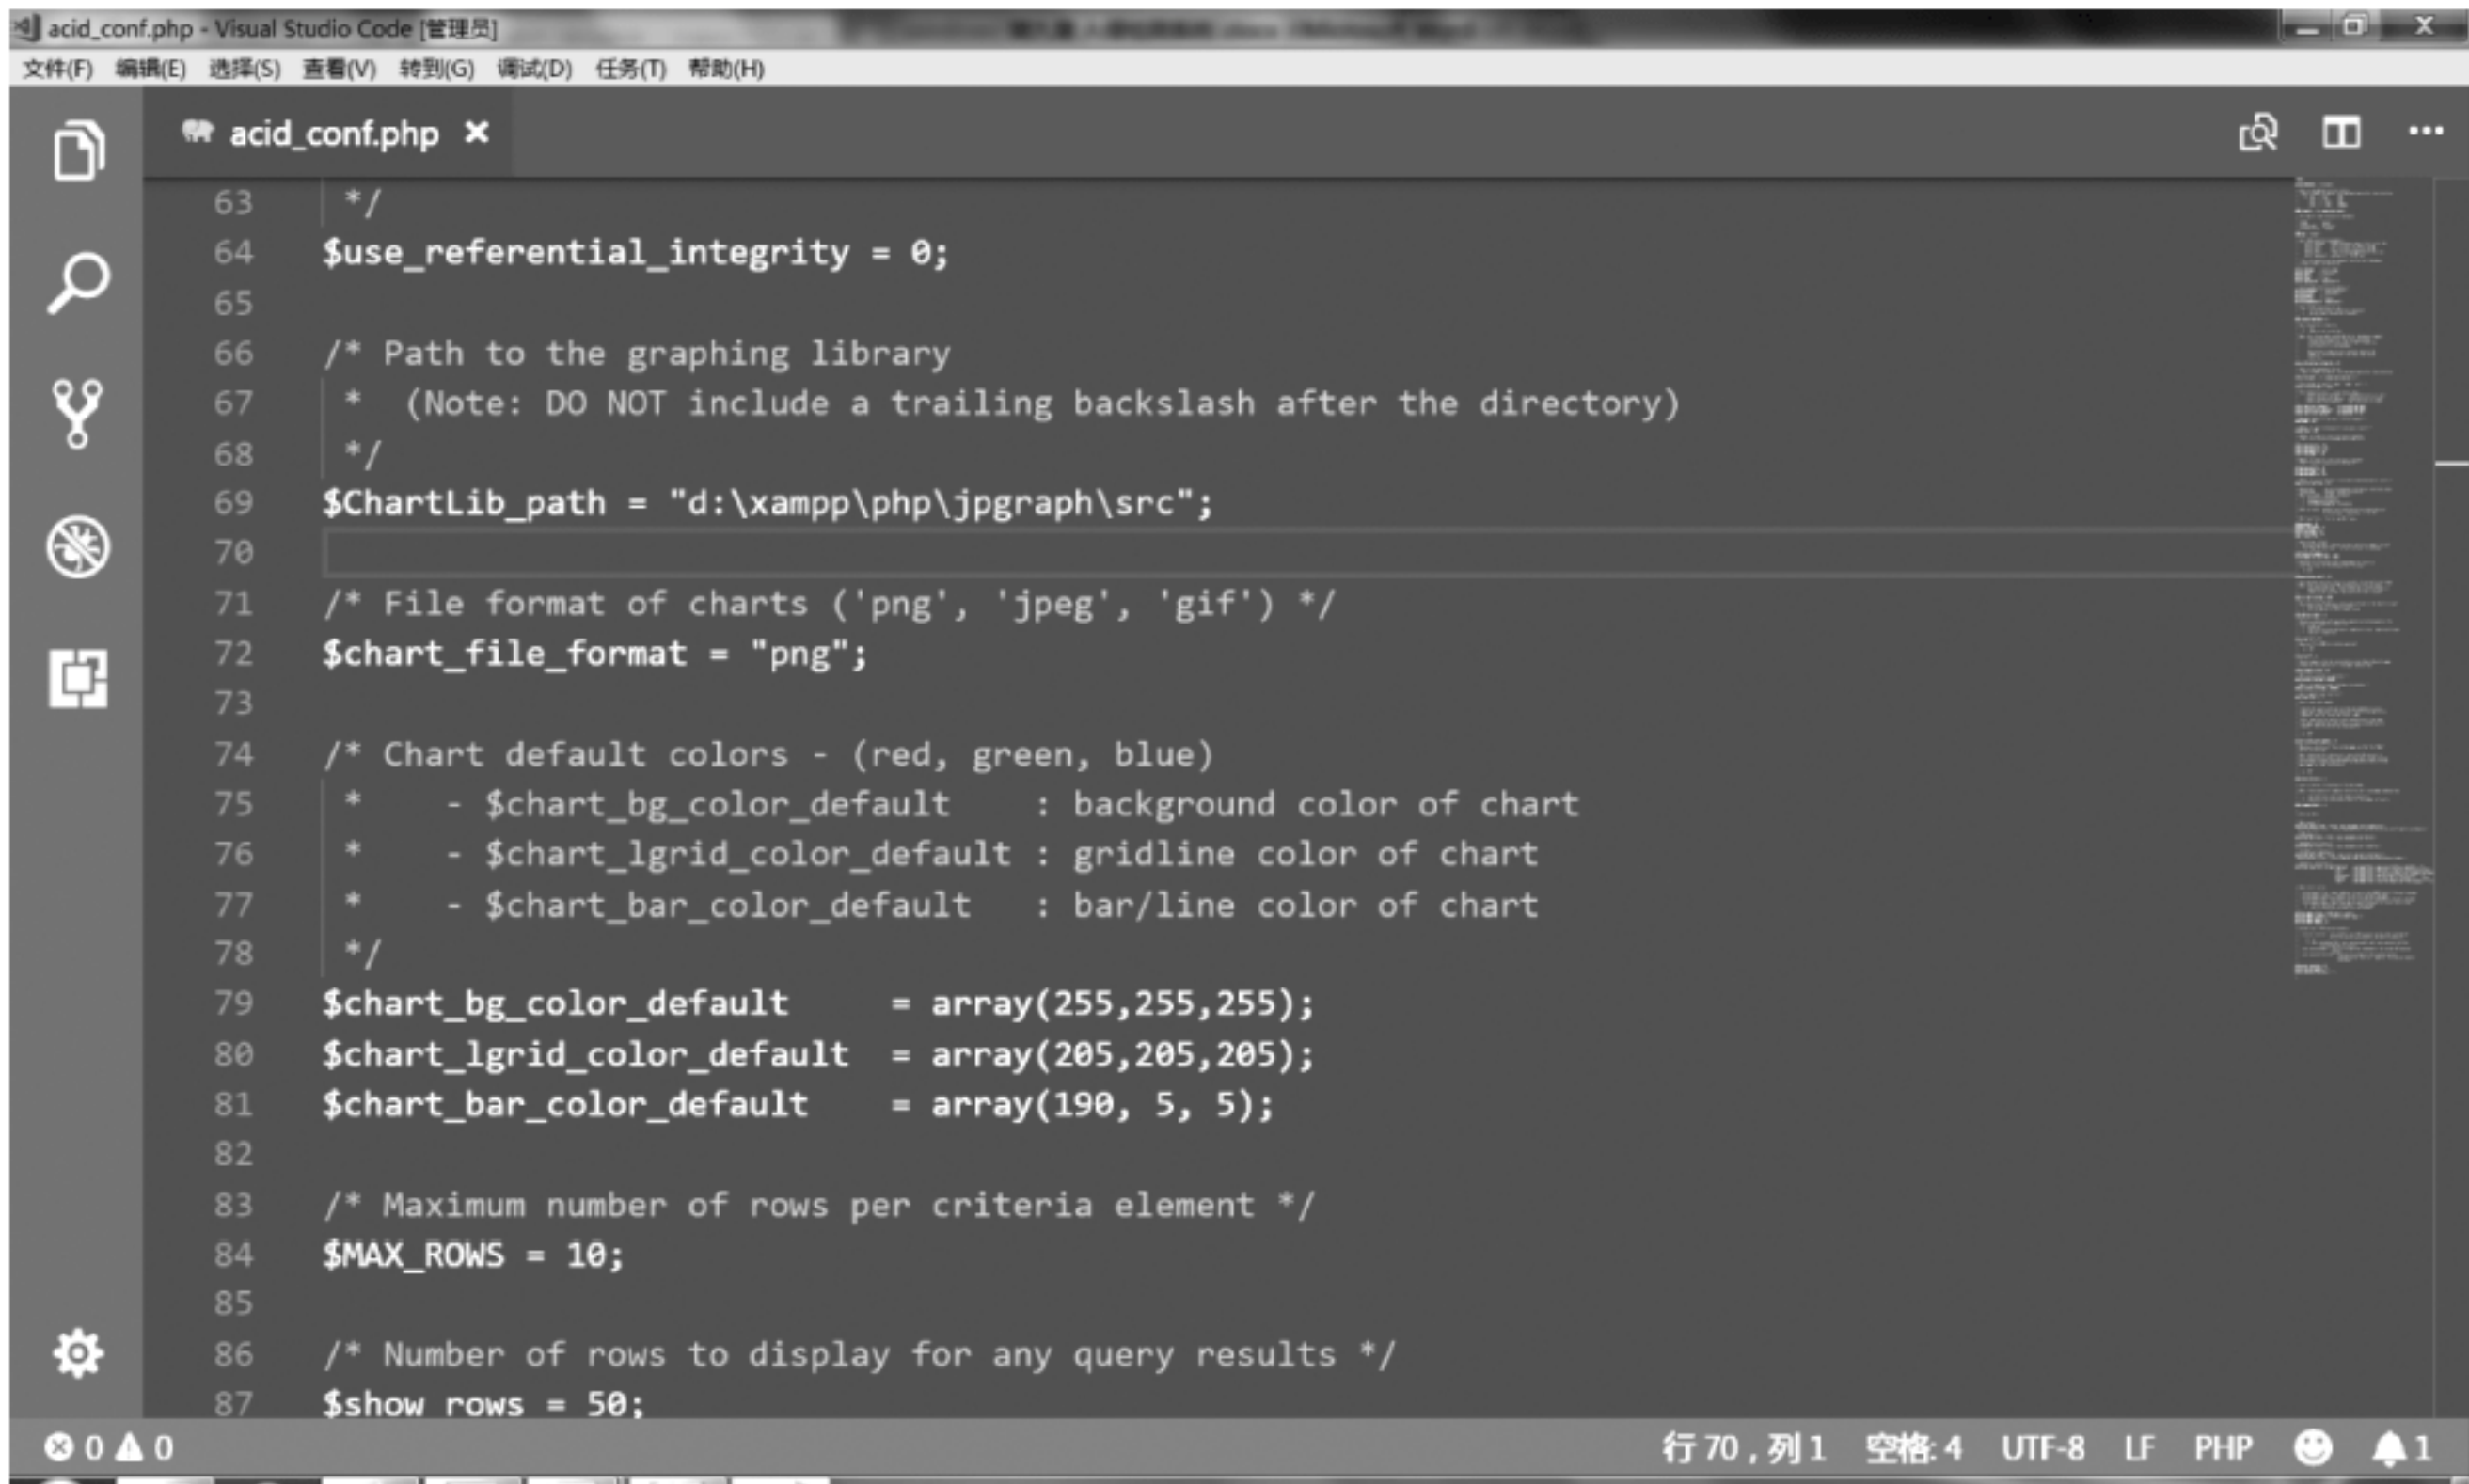 acid_conf.php - Visual Studio Code [管理员]
文件(F) 编辑(E) 选择(S) 查看(V) 转到(G) 调试(D) 任务(T) 帮助(H)
acid_conf.php
63 */
64 $use_referential_integrity = 0;
65
66 /* Path to the graphing library
67 * (Note: DO NOT include a trailing backslash after the directory)
68 */
69 $ChartLib_path = "d:\xampp\php\jpgraph\src";
70
71 /* File format of charts ('png', 'jpeg', 'gif') */
72 $chart_file_format = "png";
73
74 /* Chart default colors - (red, green, blue)
75 * - $chart_bg_color_default : background color of chart
76 * - $chart_lgrid_color_default : gridline color of chart
77 * - $chart_bar_color_default : bar/line color of chart
78 */
79 $chart_bg_color_default = array(255,255,255);
80 $chart_lgrid_color_default = array(205,205,205);
81 $chart_bar_color_default = array(190, 5, 5);
82
83 /* Maximum number of rows per criteria element */
84 $MAX_ROWS = 10;
85
86 /* Number of rows to display for any query results */
87 $show_rows = 50;
0 0 行 70，列 1 空格: 4 UTF-8 LF PHP 1